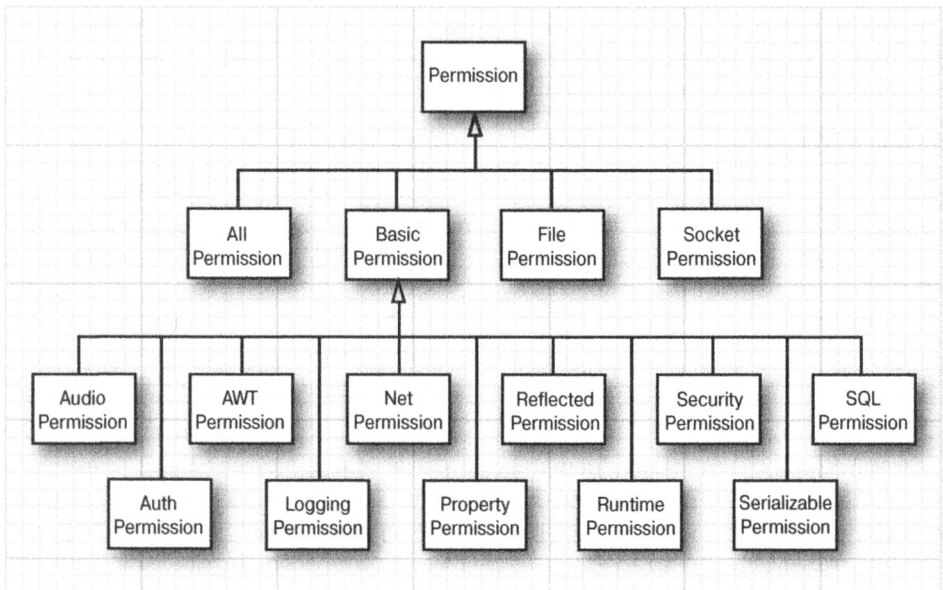 Permission
All
Permission
Basic
Permission
File
Permission
Socket
Permission
Audio
Permission
AWT
Permission
Net
Permission
Reflected
Permission
Security
Permission
SQL
Permission
Auth
Permission
Logging
Permission
Property
Permission
Runtime
Permission
Serializable
Permission